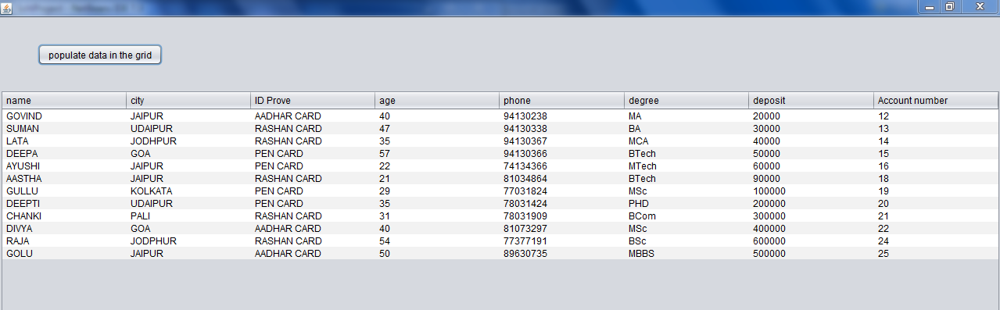 populate data in the grid
name city ID Prove age phone degree deposit Account number
GOVIND JAIPUR AADHAR CARD 40 94130238 MA 20000 12
SUMAN UDAIPUR RASHAN CARD 47 94130338 BA 30000 13
LATA JODHPUR RASHAN CARD 35 94130367 MCA 40000 14
DEEPA GOA PEN CARD 57 94130366 BTech 50000 15
AYUSHI JAIPUR PEN CARD 22 74134366 MTech 60000 16
AASTHA JAIPUR RASHAN CARD 21 81034864 BTech 90000 18
GULLU KOLKATA PEN CARD 29 77031824 MSc 100000 19
DEEPTI UDAIPUR PEN CARD 35 78031424 PHD 200000 20
CHANKI PALI RASHAN CARD 31 78031909 BCom 300000 21
DIVYA GOA AADHAR CARD 40 81073297 MSc 400000 22
RAJA JODPHUR RASHAN CARD 54 77377191 BSc 600000 24
GOLU JAIPUR AADHAR CARD 50 89630735 MBBS 500000 25